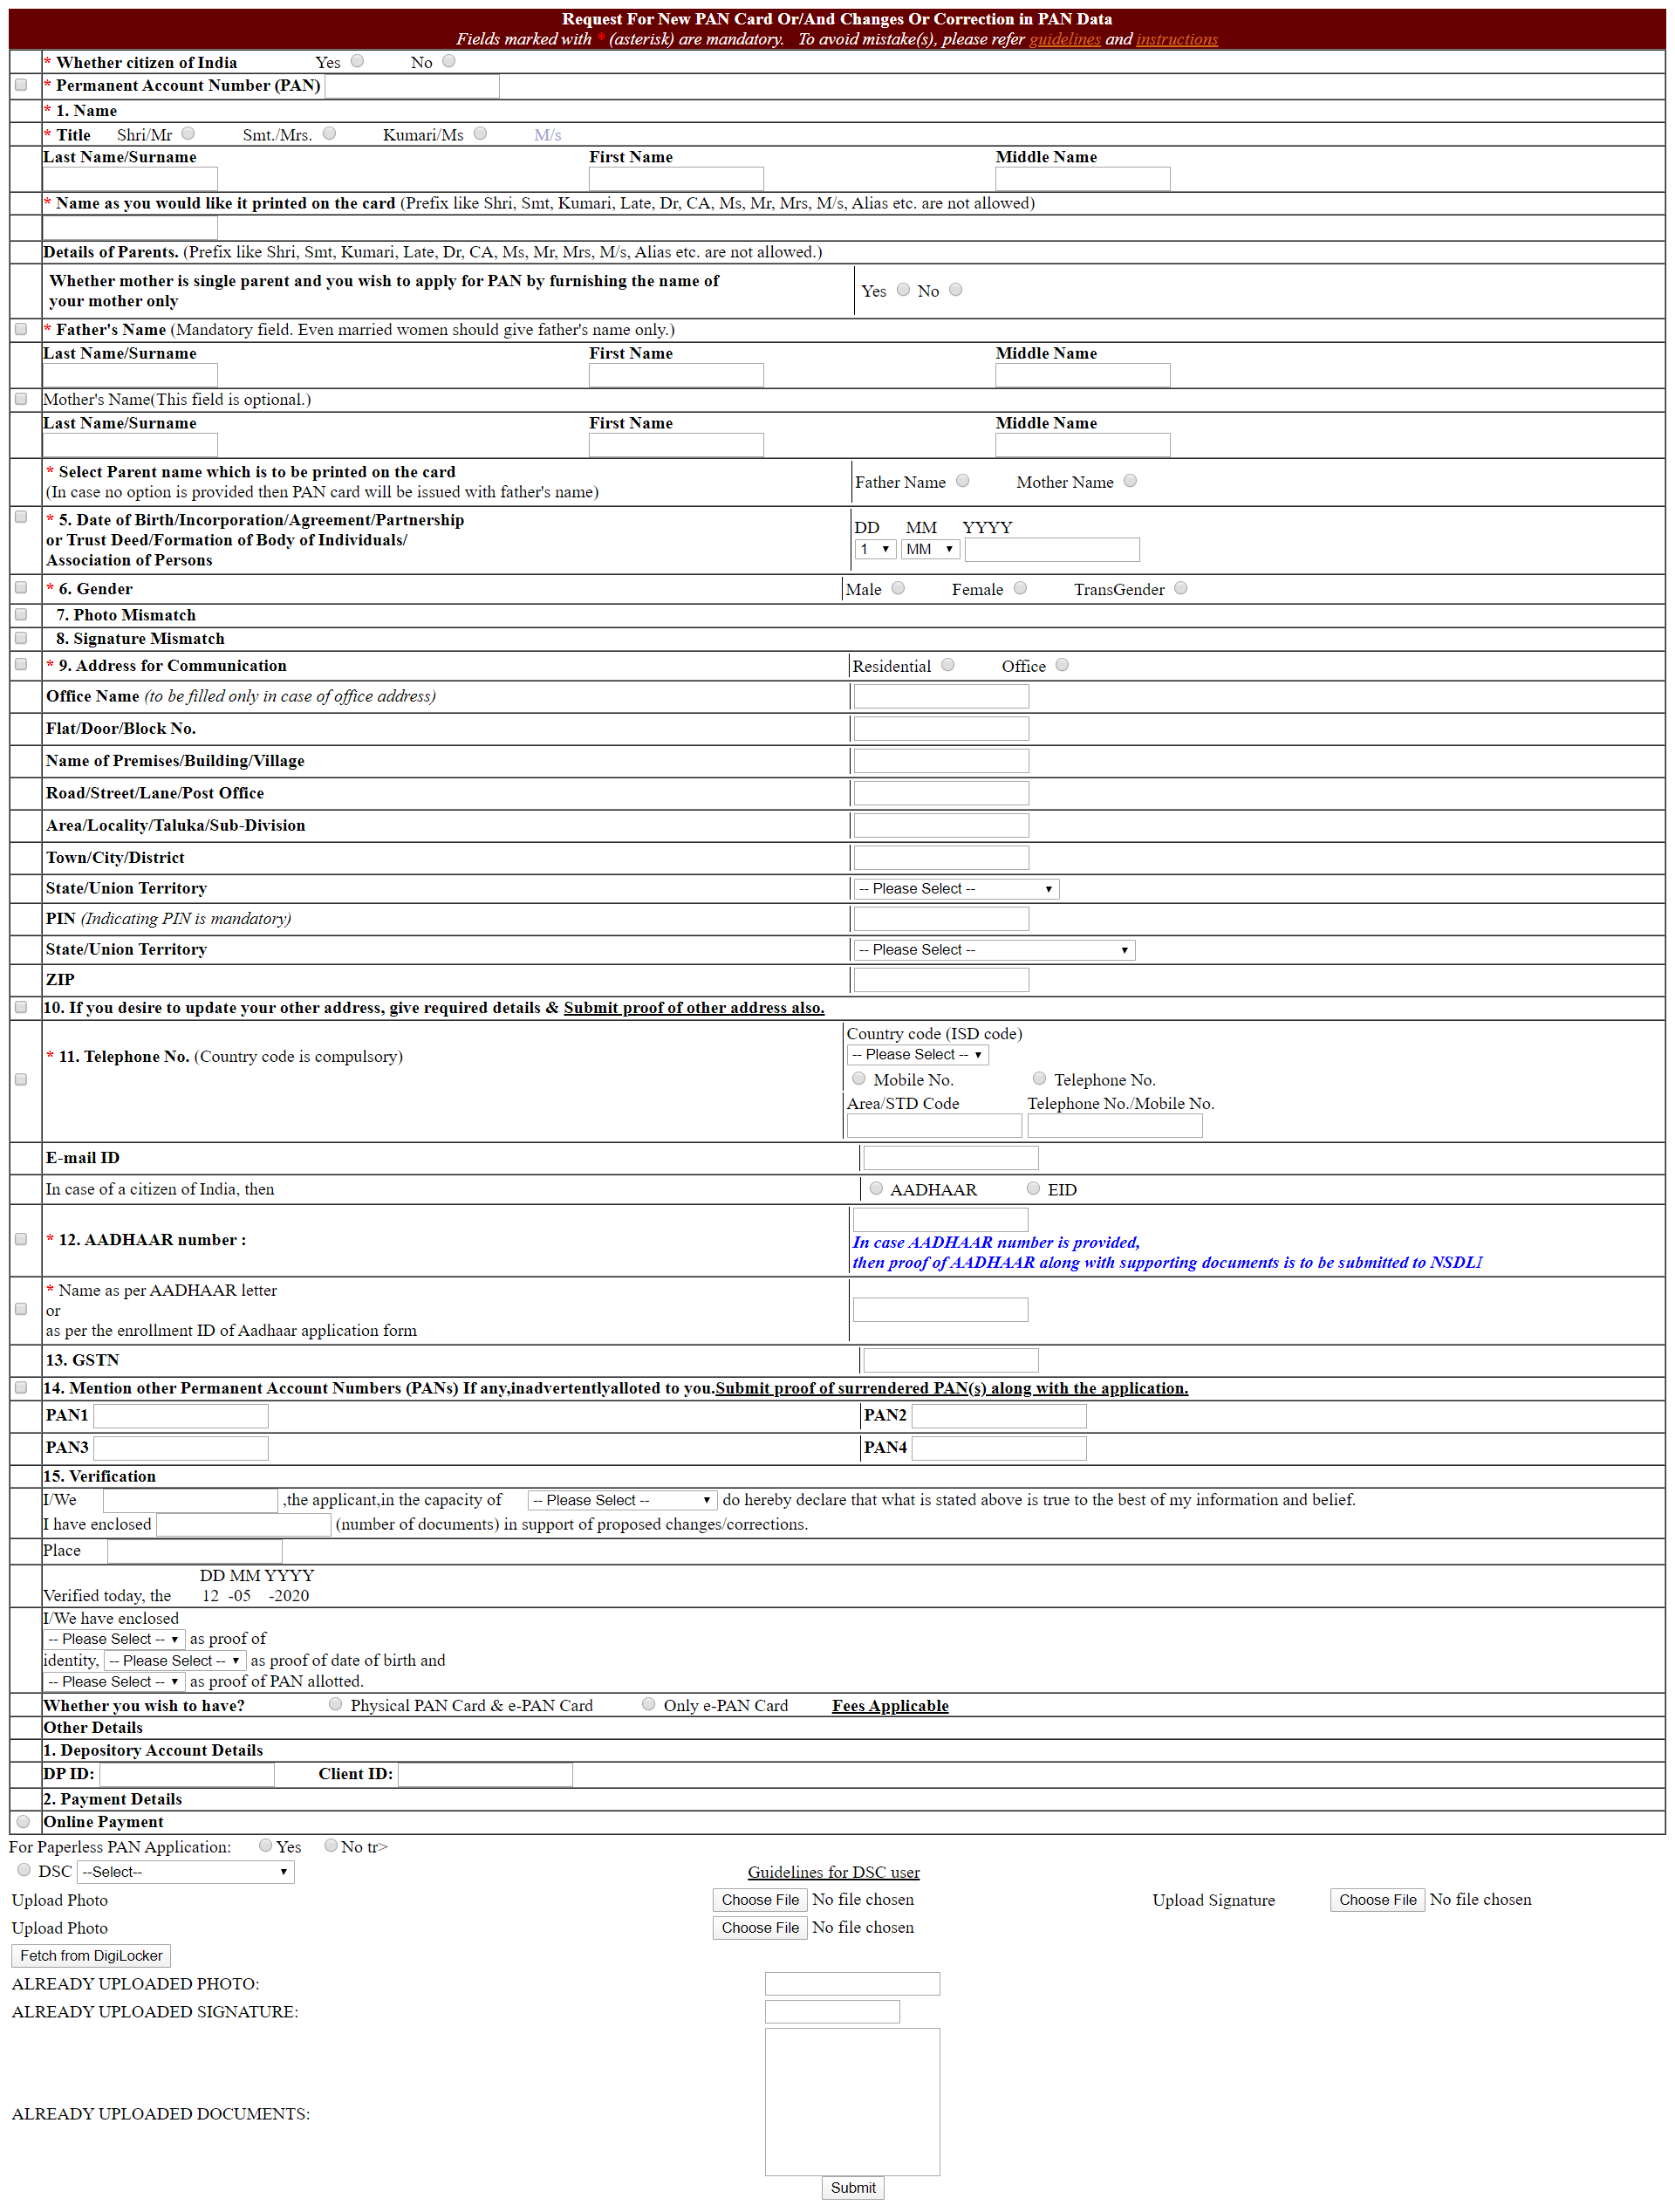 Request For New PAN Card Or/And Changes Or Correction in PAN Data
Fields marked with * (asterisk) are mandatory. To avoid mistake(s), please refer guidelines and instructions
* Whether citizen of India Yes No
* Permanent Account Number (PAN)
* 1. Name
* Title Shri/Mr Smt./Mrs. Kumari/Ms M/s
Last Name/Surname First Name Middle Name
* Name as you would like it printed on the card (Prefix like Shri, Smt, Kumari, Late, Dr, CA, Ms, Mr, Mrs, M/s, Alias etc. are not allowed)
Details of Parents. (Prefix like Shri, Smt, Kumari, Late, Dr, CA, Ms, Mr, Mrs, M/s, Alias etc. are not allowed.)
Whether mother is single parent and you wish to apply for PAN by furnishing the name of
your mother only
Yes No
* Father's Name (Mandatory field. Even married women should give father's name only.)
Last Name/Surname First Name Middle Name
Mother's Name(This field is optional.)
Last Name/Surname First Name Middle Name
* Select Parent name which is to be printed on the card
(In case no option is provided then PAN card will be issued with father's name)
Father Name Mother Name
* 5. Date of Birth/Incorporation/Agreement/Partnership
or Trust Deed/Formation of Body of Individuals/
Association of Persons
DD MM YYYY
1 MM
* 6. Gender Male Female TransGender
7. Photo Mismatch
8. Signature Mismatch
* 9. Address for Communication Residential Office
Office Name (to be filled only in case of office address)
Flat/Door/Block No.
Name of Premises/Building/Village
Road/Street/Lane/Post Office
Area/Locality/Taluka/Sub-Division
Town/City/District
State/Union Territory -- Please Select --
PIN (Indicating PIN is mandatory)
State/Union Territory -- Please Select --
ZIP
10. If you desire to update your other address, give required details & Submit proof of other address also.
* 11. Telephone No. (Country code is compulsory)
Country code (ISD code)
-- Please Select --
Mobile No. Telephone No.
Area/STD Code Telephone No./Mobile No.
E-mail ID
In case of a citizen of India, then AADHAAR EID
* 12. AADHAAR number :
In case AADHAAR number is provided,
then proof of AADHAAR along with supporting documents is to be submitted to NSDL!
* Name as per AADHAAR letter
or
as per the enrollment ID of Aadhaar application form
13. GSTN
14. Mention other Permanent Account Numbers (PANs) If any,inadvertentlyalloted to you.Submit proof of surrendered PAN(s) along with the application.
PAN1 PAN2
PAN3 PAN4
15. Verification
I/We ,the applicant,in the capacity of -- Please Select -- do hereby declare that what is stated above is true to the best of my information and belief.
I have enclosed (number of documents) in support of proposed changes/corrections.
Place
DD MM YYYY
Verified today, the 12 -05 -2020
I/We have enclosed
-- Please Select -- as proof of
identity, -- Please Select -- as proof of date of birth and
-- Please Select -- as proof of PAN allotted.
Whether you wish to have? Physical PAN Card & e-PAN Card Only e-PAN Card Fees Applicable
Other Details
1. Depository Account Details
DP ID: Client ID:
2. Payment Details
Online Payment
For Paperless PAN Application: Yes No tr>
DSC --Select-- Guidelines for DSC user
Upload Photo Choose File No file chosen Upload Signature Choose File No file chosen
Upload Photo Choose File No file chosen
Fetch from DigiLocker
ALREADY UPLOADED PHOTO:
ALREADY UPLOADED SIGNATURE:
ALREADY UPLOADED DOCUMENTS:
Submit